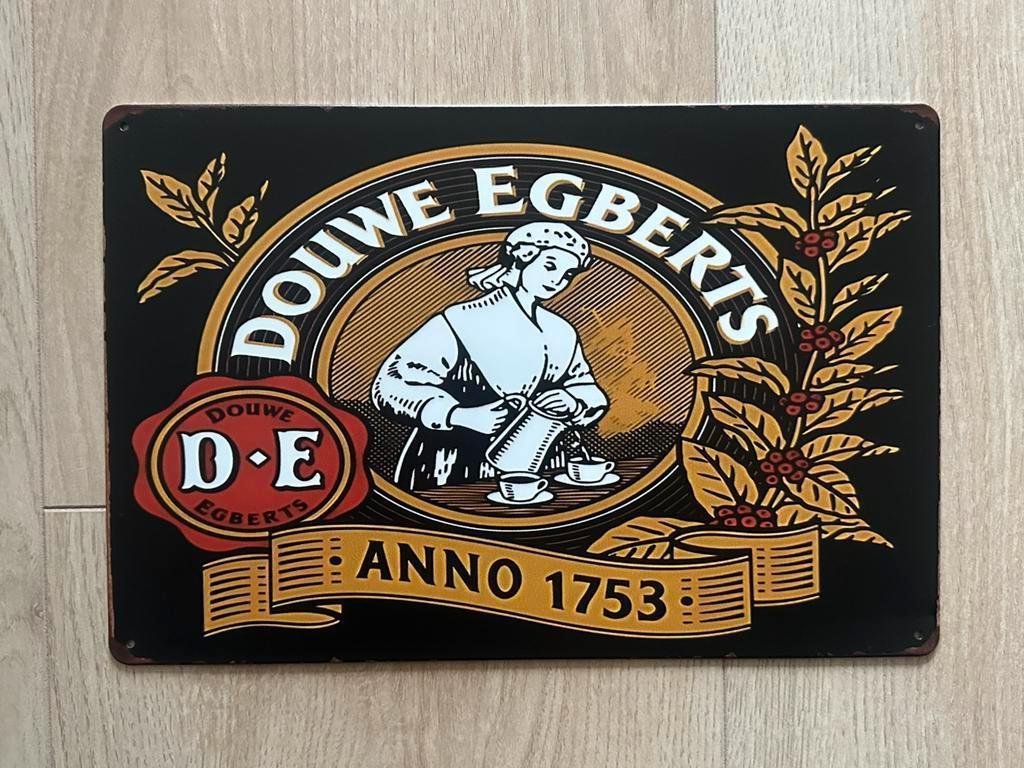 DOUWE EGBERTS
DOUWE
D·E
EGBERTS
ANNO 1753